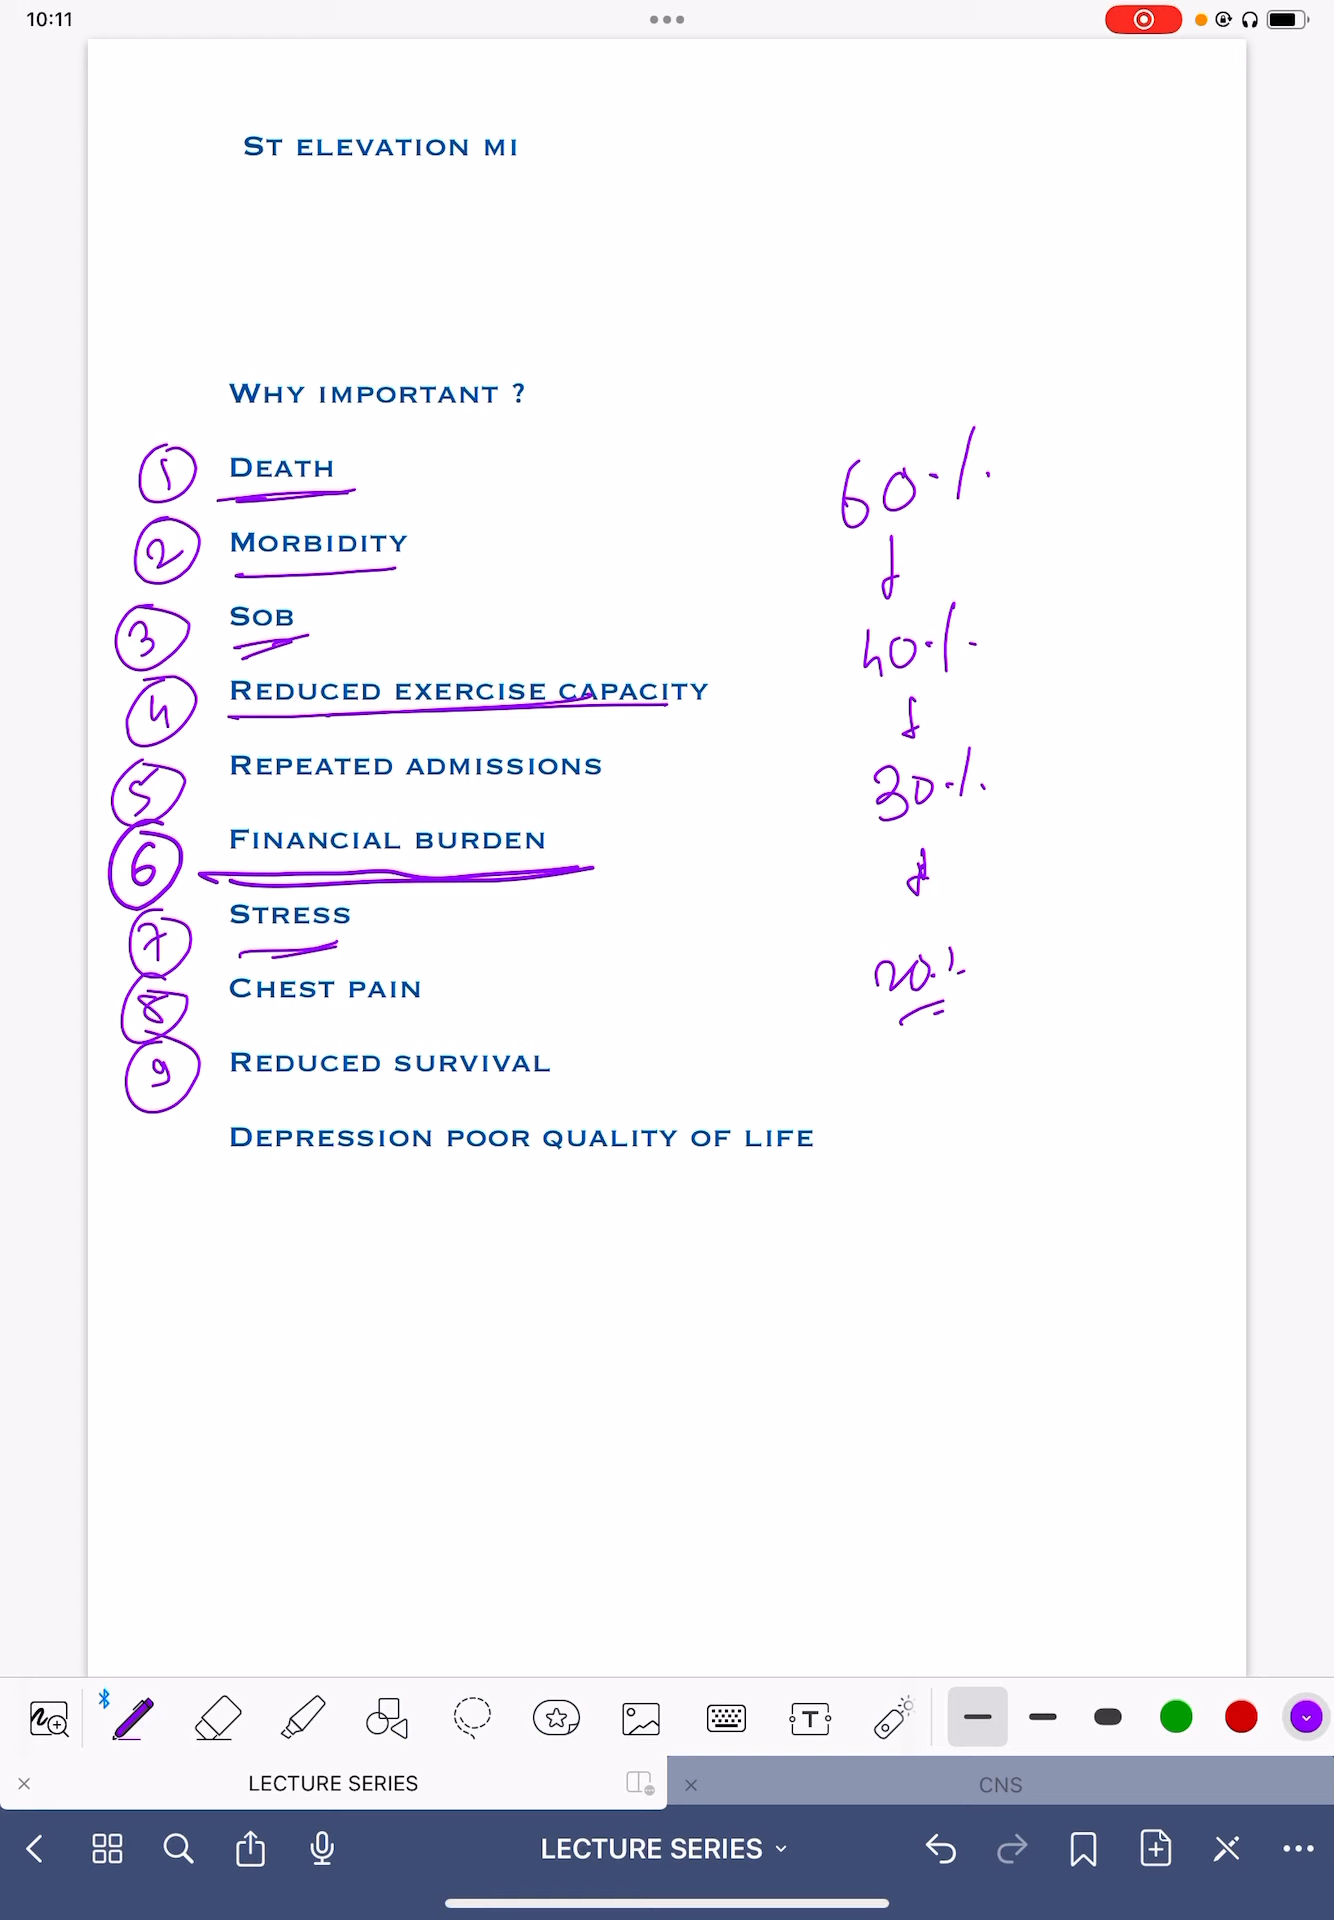 10:11
ST ELEVATION MI
WHY IMPORTANT ?
1 DEATH
60%
2 MORBIDITY
3 SOB
40%
4 REDUCED EXERCISE CAPACITY
5 REPEATED ADMISSIONS
30%
6 FINANCIAL BURDEN
7 STRESS
20%
8 CHEST PAIN
9 REDUCED SURVIVAL
DEPRESSION POOR QUALITY OF LIFE
T
LECTURE SERIES
CNS
LECTURE SERIES